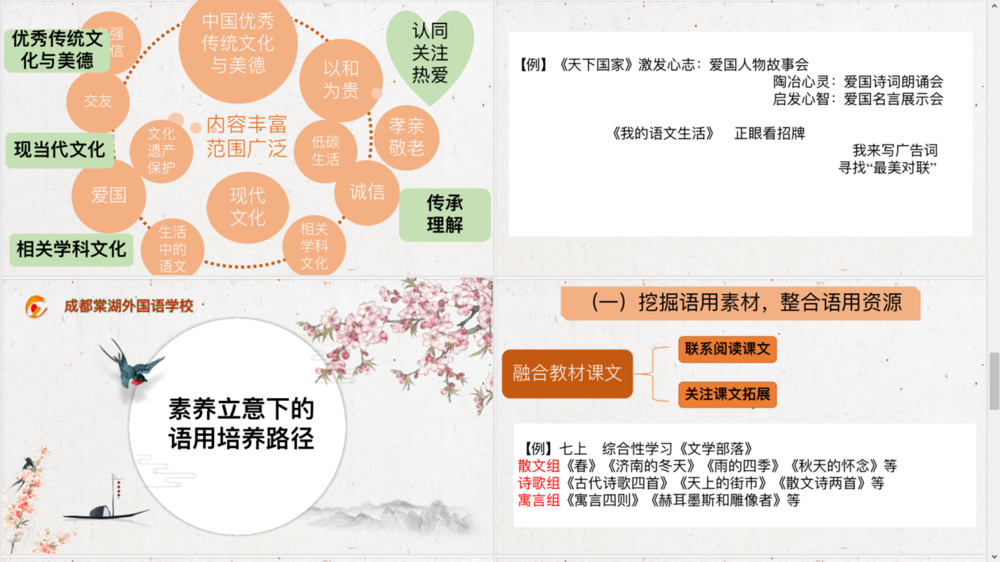 中国优秀
传统文化
与美德
优秀传统文
化与美德
强
信
交友
以和
为贵
认同
关注
热爱
内容丰富
范围广泛
文化
遗产
保护
低碳
生活
孝亲
敬老
现当代文化
爱国
现代
文化
诚信
传承
理解
相关学科文化
生活
中的
语文
相关
学科
文化
【例】《天下国家》激发心志：爱国人物故事会
陶冶心灵：爱国诗词朗诵会
启发心智：爱国名言展示会
《我的语文生活》 正眼看招牌
我来写广告词
寻找“最美对联”
成都棠湖外国语学校
素养立意下的
语用培养路径
（一）挖掘语用素材，整合语用资源
融合教材课文
联系阅读课文
关注课文拓展
【例】七上 综合性学习《文学部落》
散文组《春》《济南的冬天》《雨的四季》《秋天的怀念》等
诗歌组《古代诗歌四首》《天上的街市》《散文诗两首》等
寓言组《寓言四则》《赫耳墨斯和雕像者》等